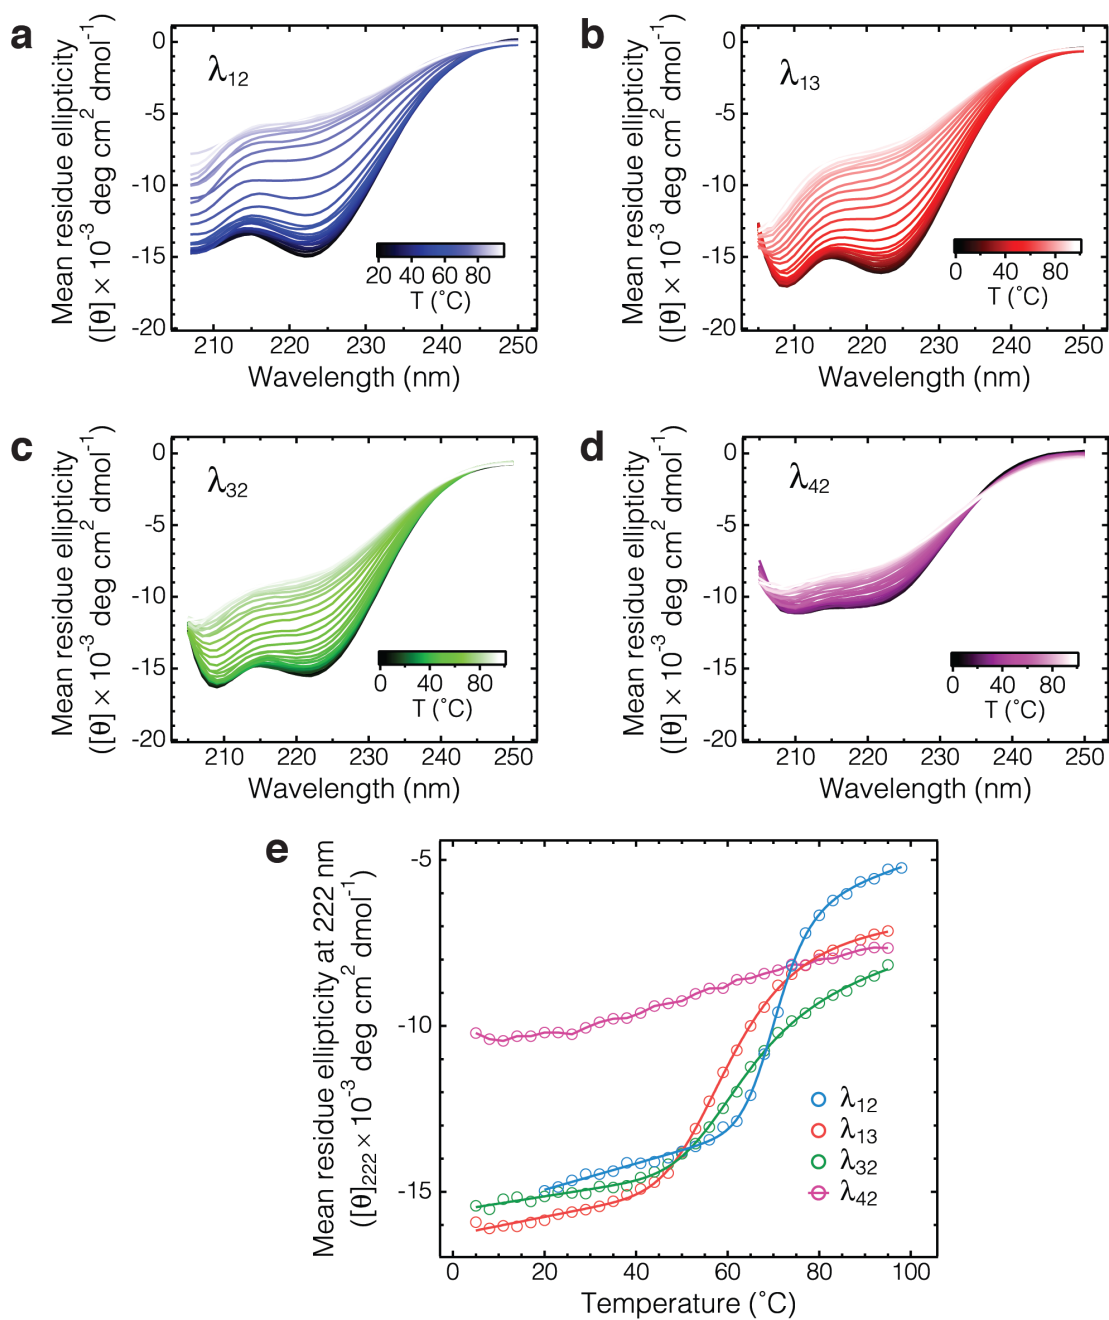 a
Mean residue ellipticity
([θ] × 10⁻³ deg cm² dmol⁻¹)
0
-5
-10
-15
-20
λ₁₂
20 40 60 80
T (˚C)
210 220 230 240 250
Wavelength (nm)
b
Mean residue ellipticity
([θ] × 10⁻³ deg cm² dmol⁻¹)
0
-5
-10
-15
-20
λ₁₃
0 40 80
T (˚C)
210 220 230 240 250
Wavelength (nm)
c
Mean residue ellipticity
([θ] × 10⁻³ deg cm² dmol⁻¹)
0
-5
-10
-15
-20
λ₃₂
0 40 80
T (˚C)
210 220 230 240 250
Wavelength (nm)
d
Mean residue ellipticity
([θ] × 10⁻³ deg cm² dmol⁻¹)
0
-5
-10
-15
-20
λ₄₂
0 40 80
T (˚C)
210 220 230 240 250
Wavelength (nm)
e
Mean residue ellipticity at 222 nm
([θ]₂₂₂ × 10⁻³ deg cm² dmol⁻¹)
-5
-10
-15
λ₁₂
λ₁₃
λ₃₂
λ₄₂
0 20 40 60 80 100
Temperature (˚C)